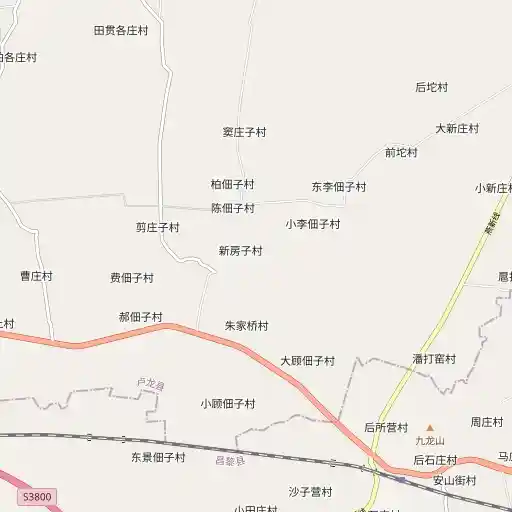 田贯各庄村
各庄村
后坨村
窦庄子村
大新庄村
前坨村
柏佃子村
东李佃子村
小新庄村
陈佃子村
小李佃子村
剪庄子村
蕉新线
新房子村
曹庄村
费佃子村
郝佃子村
朱家桥村
村
大顾佃子村
潘打窑村
卢龙县
小顾佃子村
后所营村
周庄村
九龙山
东景佃子村
昌黎县
后石庄村
马庄
安山街村
S3800
沙子营村
小田庄村